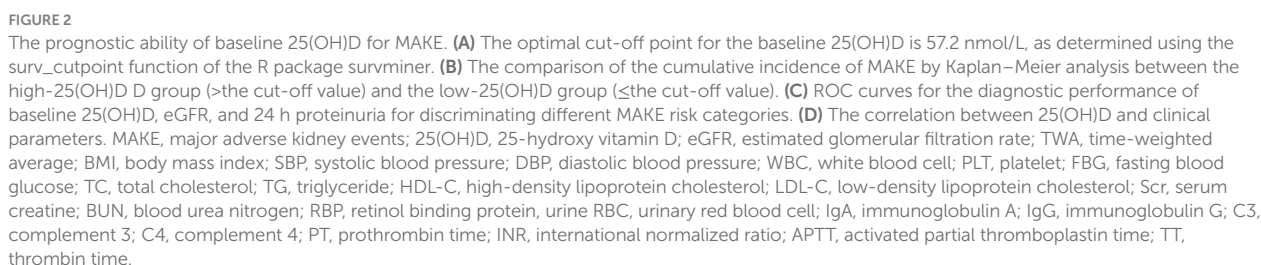 FIGURE 2
The prognostic ability of baseline 25(OH)D for MAKE. (A) The optimal cut-off point for the baseline 25(OH)D is 57.2 nmol/L, as determined using the
surv_cutpoint function of the R package survminer. (B) The comparison of the cumulative incidence of MAKE by Kaplan–Meier analysis between the
high-25(OH)D D group (>the cut-off value) and the low-25(OH)D group (≤the cut-off value). (C) ROC curves for the diagnostic performance of
baseline 25(OH)D, eGFR, and 24 h proteinuria for discriminating different MAKE risk categories. (D) The correlation between 25(OH)D and clinical
parameters. MAKE, major adverse kidney events; 25(OH)D, 25-hydroxy vitamin D; eGFR, estimated glomerular filtration rate; TWA, time-weighted
average; BMI, body mass index; SBP, systolic blood pressure; DBP, diastolic blood pressure; WBC, white blood cell; PLT, platelet; FBG, fasting blood
glucose; TC, total cholesterol; TG, triglyceride; HDL-C, high-density lipoprotein cholesterol; LDL-C, low-density lipoprotein cholesterol; Scr, serum
creatine; BUN, blood urea nitrogen; RBP, retinol binding protein, urine RBC, urinary red blood cell; IgA, immunoglobulin A; IgG, immunoglobulin G; C3,
complement 3; C4, complement 4; PT, prothrombin time; INR, international normalized ratio; APTT, activated partial thromboplastin time; TT,
thrombin time.